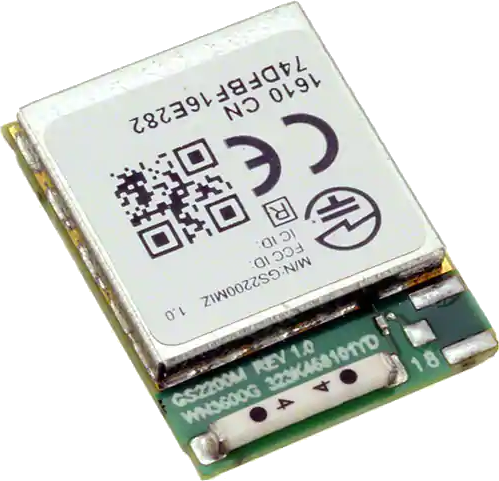 1610 CN
74DFBF16E282
CE
R
M/N:GS2200MIZ 1.0
FCC ID:
IC ID:
GS2200M REV 1.0
WN3600G 323K46810TYD
18
4 4